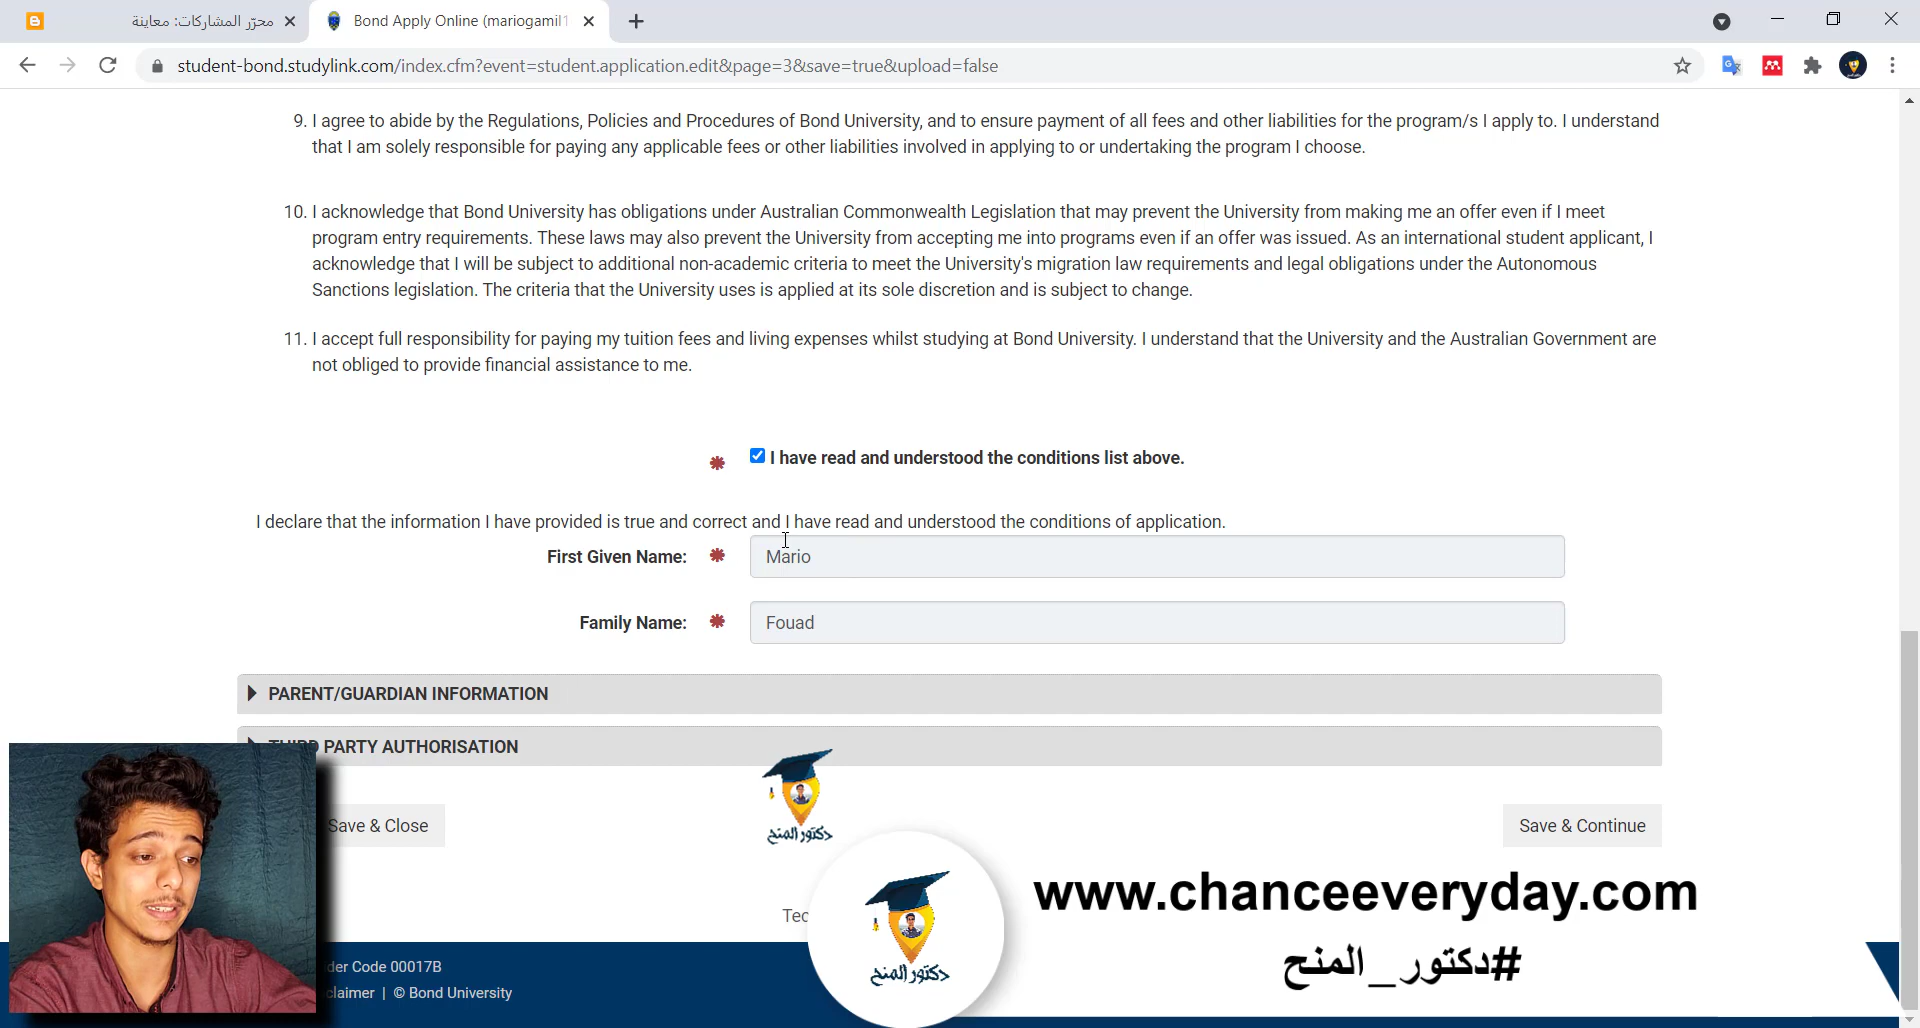 محرّر المشاركات: معاينة
Bond Apply Online (mariogamil1
student-bond.studylink.com/index.cfm?event=student.application.edit&page=3&save=true&upload=false
9. I agree to abide by the Regulations, Policies and Procedures of Bond University, and to ensure payment of all fees and other liabilities for the program/s I apply to. I understand
that I am solely responsible for paying any applicable fees or other liabilities involved in applying to or undertaking the program I choose.
10. I acknowledge that Bond University has obligations under Australian Commonwealth Legislation that may prevent the University from making me an offer even if I meet
program entry requirements. These laws may also prevent the University from accepting me into programs even if an offer was issued. As an international student applicant, I
acknowledge that I will be subject to additional non-academic criteria to meet the University's migration law requirements and legal obligations under the Autonomous
Sanctions legislation. The criteria that the University uses is applied at its sole discretion and is subject to change.
11. I accept full responsibility for paying my tuition fees and living expenses whilst studying at Bond University. I understand that the University and the Australian Government are
not obliged to provide financial assistance to me.
I have read and understood the conditions list above.
I declare that the information I have provided is true and correct and I have read and understood the conditions of application.
First Given Name: Mario
Family Name: Fouad
PARENT/GUARDIAN INFORMATION
PARTY AUTHORISATION
Save & Close
Save & Continue
دكتور المنح
دكتور المنح
www.chanceeveryday.com
#دكتور_المنح
Code 00017B
| © Bond University